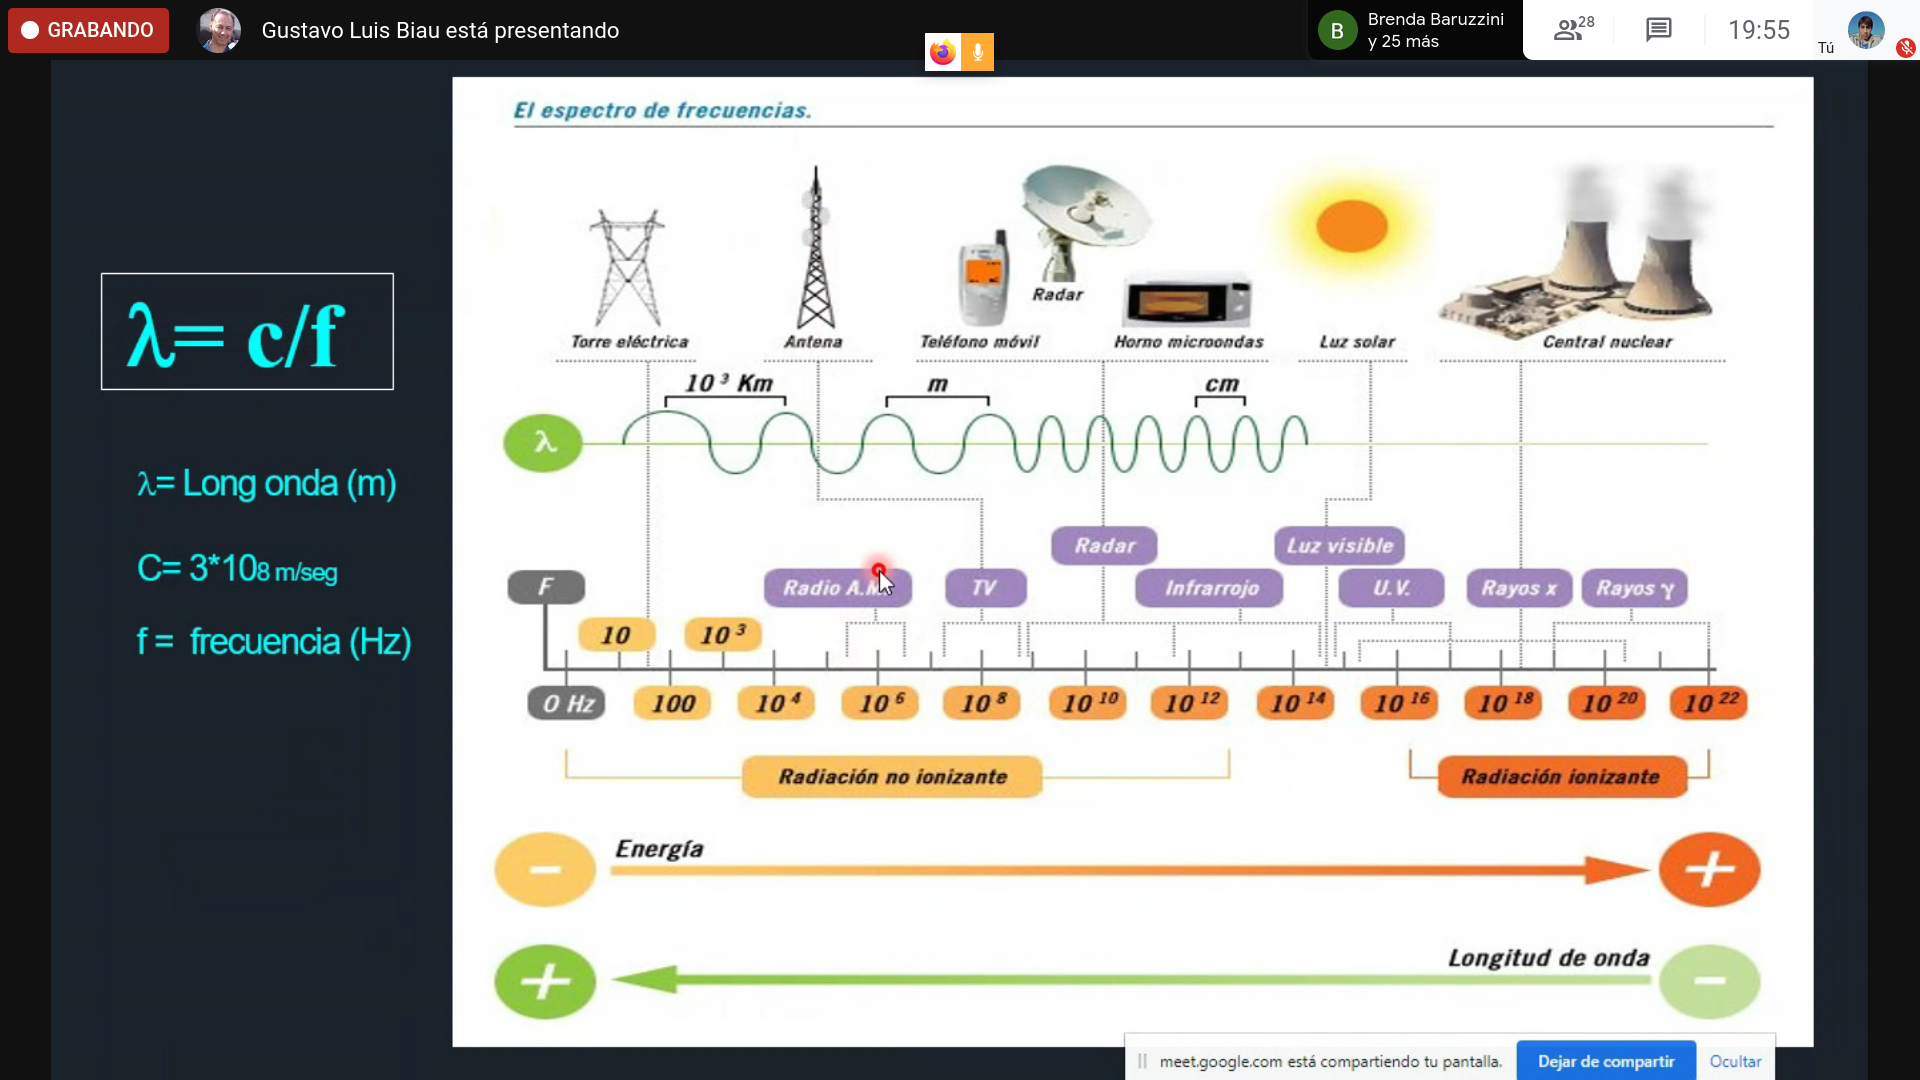 GRABANDO
Gustavo Luis Biau está presentando
B
Brenda Baruzzini
y 25 más
28
19:55
Tú
El espectro de frecuencias.
λ= c/f
λ= Long onda (m)
C= 3*108 m/seg
f = frecuencia (Hz)
Radar
Torre eléctrica
Antena
Teléfono móvil
Horno microondas
Luz solar
Central nuclear
10 ³ Km
m
cm
λ
Radar
Luz visible
F
Radio A.M.
TV
Infrarrojo
U.V.
Rayos x
Rayos γ
10
10 ³
0 Hz
100
10 ⁴
10 ⁶
10 ⁸
10 ¹⁰
10 ¹²
10 ¹⁴
10 ¹⁶
10 ¹⁸
10 ²⁰
10 ²²
Radiación no ionizante
Radiación ionizante
Energía
−
+
Longitud de onda
+
−
meet.google.com está compartiendo tu pantalla.
Dejar de compartir
Ocultar